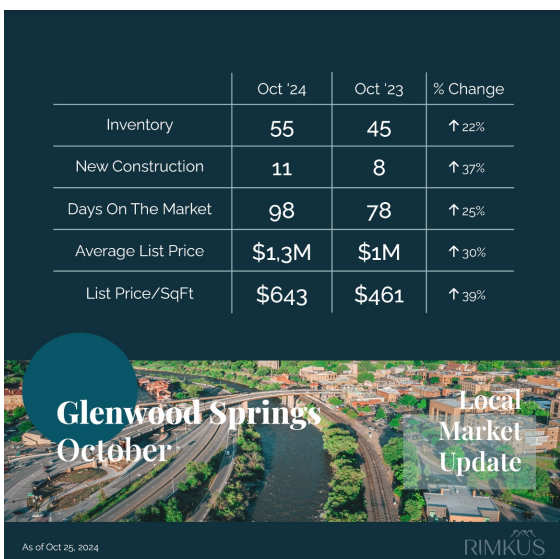 Oct ‘24 Oct ‘23 % Change
Inventory 55 45 ↑ 22%
New Construction 11 8 ↑ 37%
Days On The Market 98 78 ↑ 25%
Average List Price $1,3M $1M ↑ 30%
List Price/SqFt $643 $461 ↑ 39%
Glenwood Springs
October
Local
Market
Update
As of Oct 25, 2024
RIMKUS